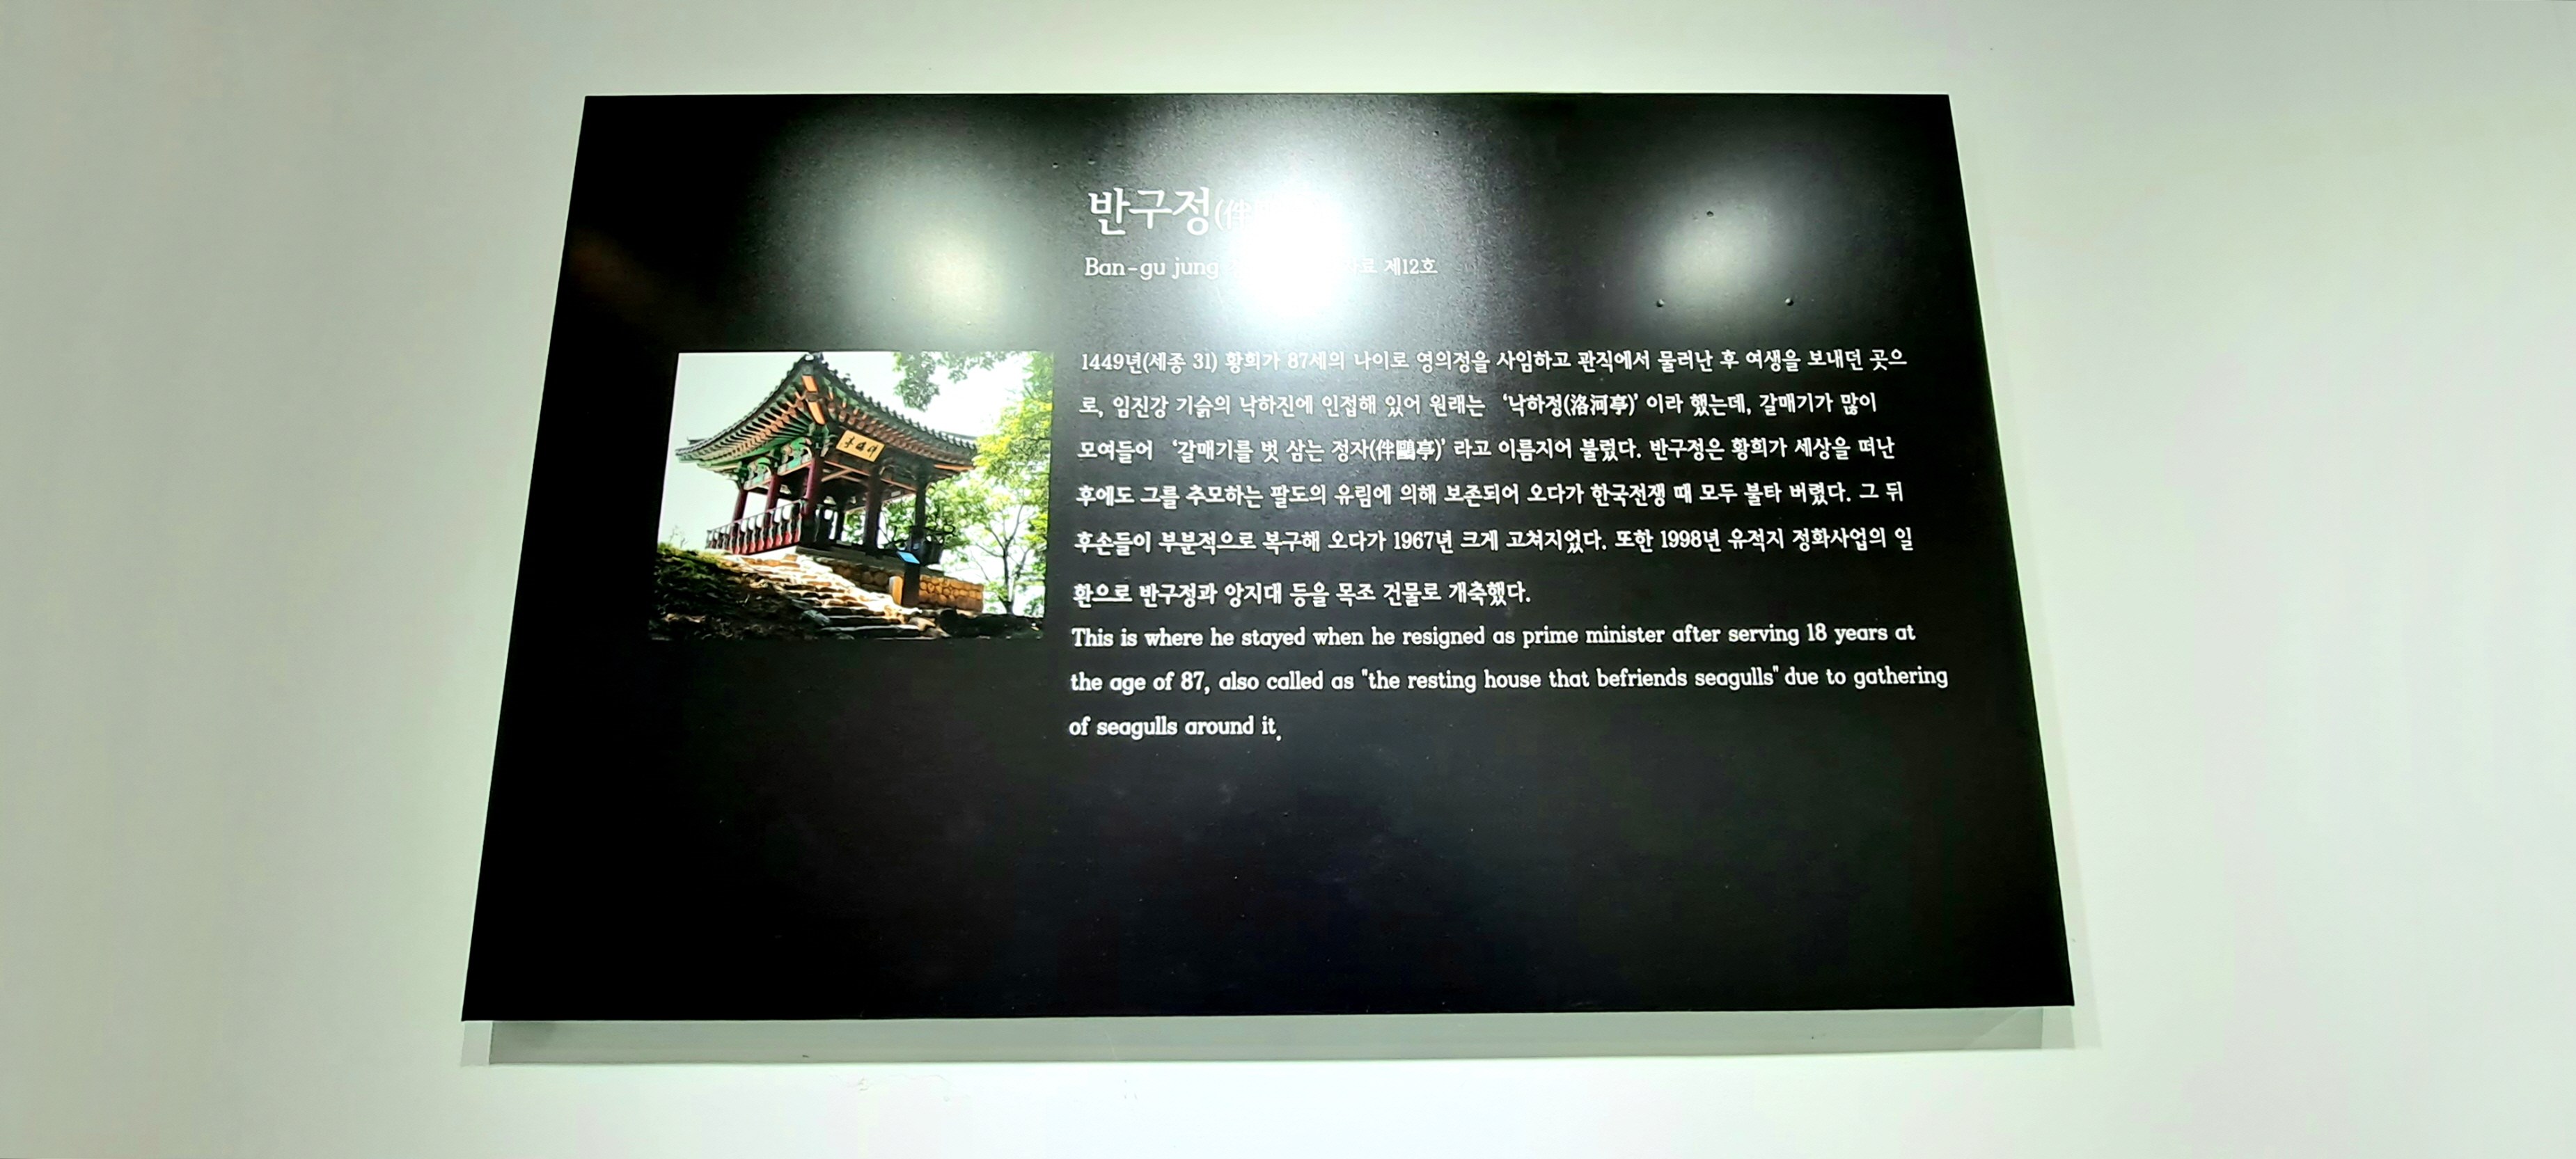 반구정(伴
Ban-gu jung 제12호
1449년(세종 31) 황희가 87세의 나이로 영의정을 사임하고 관직에서 물러난 후 여생을 보내던 곳으
로, 임진강 기슭의 낙하진에 인접해 있어 원래는 ‘낙하정(洛河亭)’ 이라 했는데, 갈매기가 많이
모여들어 ‘갈매기를 벗 삼는 정자(伴鷗亭)’ 라고 이름지어 불렀다. 반구정은 황희가 세상을 떠난
후에도 그를 추모하는 팔도의 유림에 의해 보존되어 오다가 한국전쟁 때 모두 불타 버렸다. 그 뒤
후손들이 부분적으로 복구해 오다가 1967년 크게 고쳐지었다. 또한 1998년 유적지 정화사업의 일
환으로 반구정과 앙지대 등을 목조 건물로 개축했다.
This is where he stayed when he resigned as prime minister after serving 18 years at
the age of 87, also called as "the resting house that befriends seagulls" due to gathering
of seagulls around it.